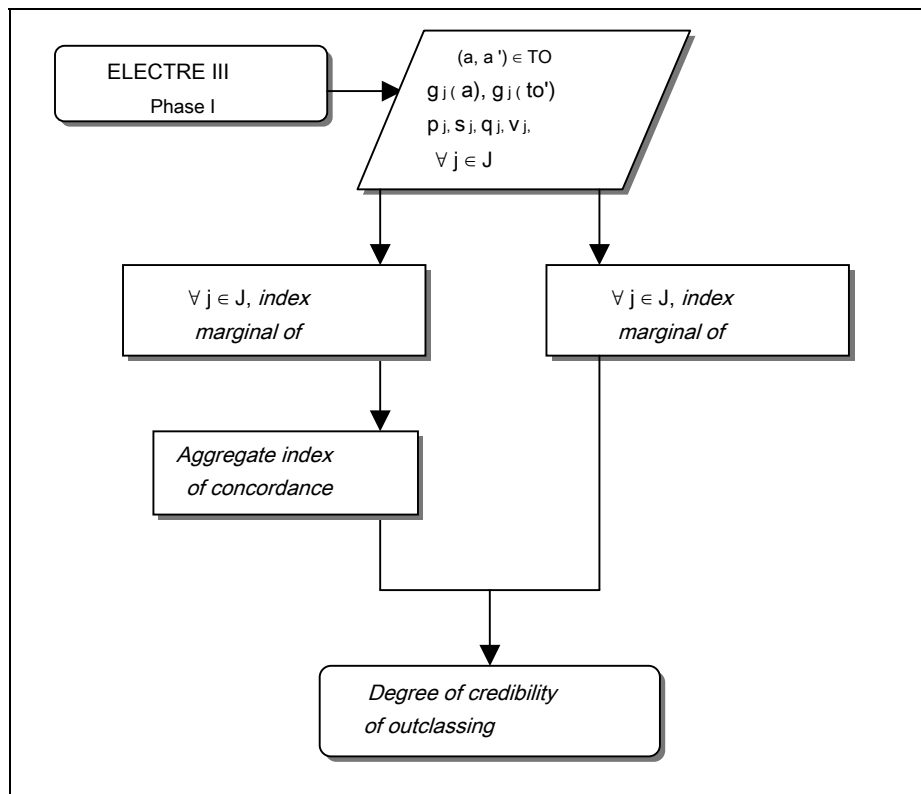 ELECTRE III
Phase I
(a, a ') ∈ TO
g j ( a), g j ( to')
p j, s j, q j, v j,
∀ j ∈ J
∀ j ∈ J, index
marginal of
∀ j ∈ J, index
marginal of
Aggregate index
of concordance
Degree of credibility
of outclassing